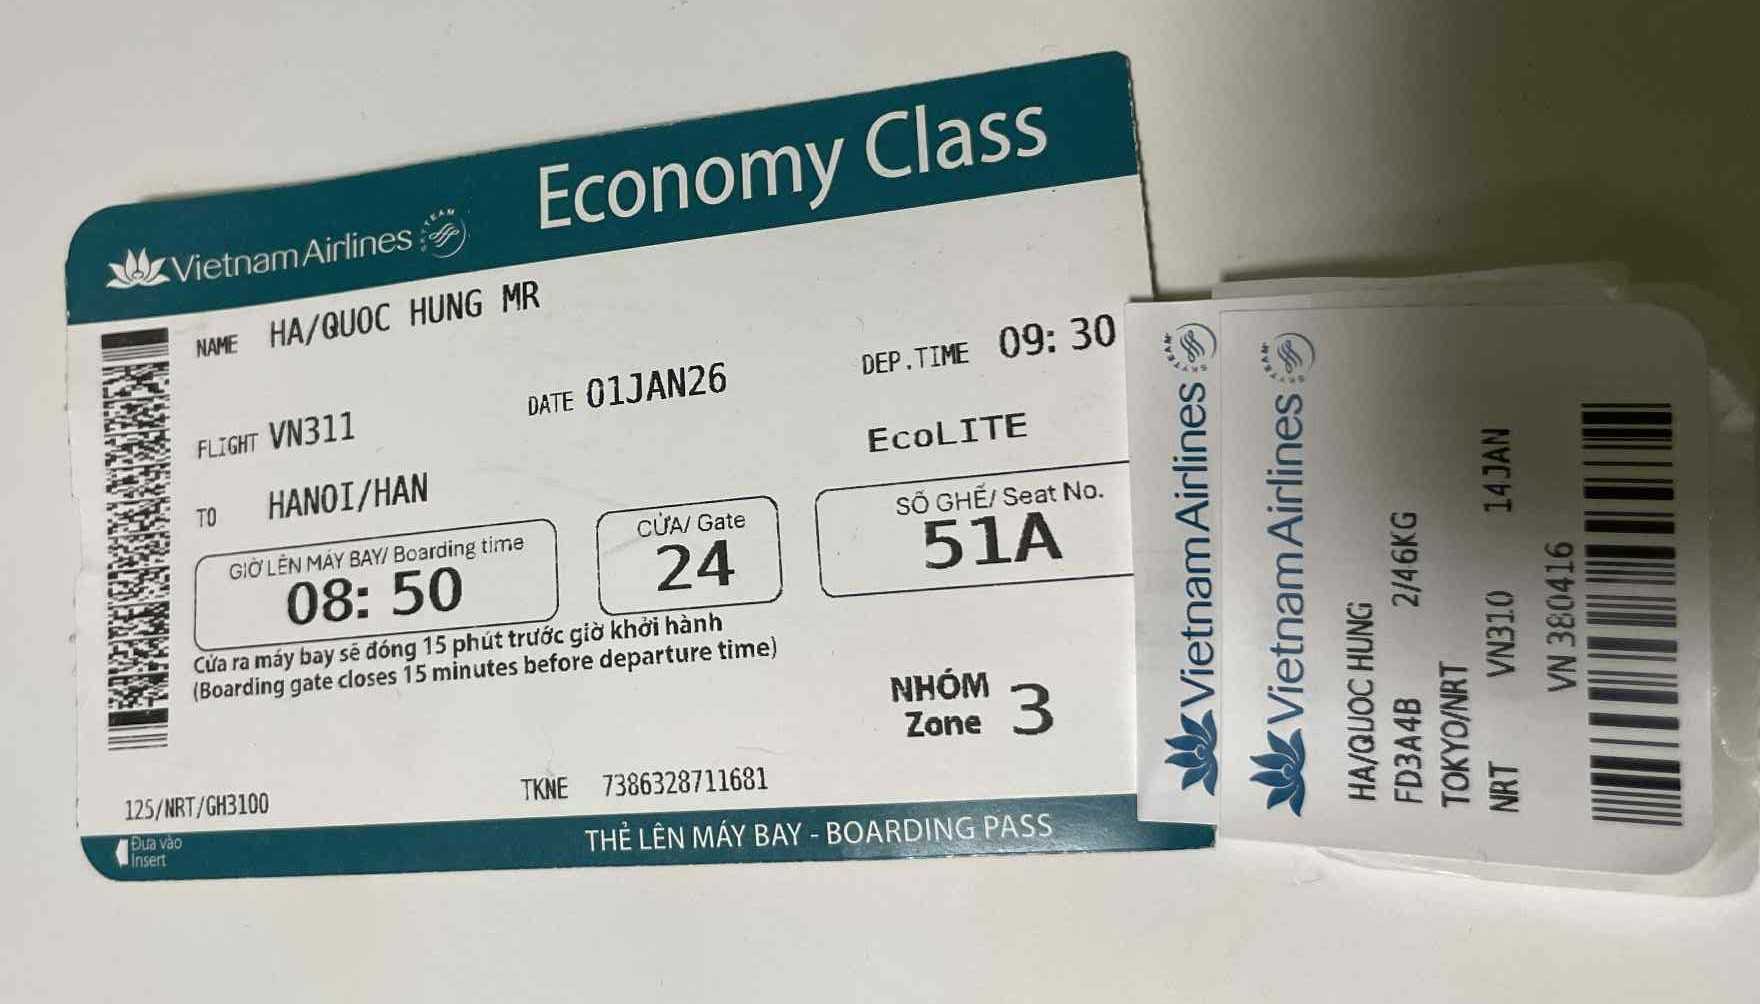 Economy Class
Vietnam Airlines SKYTEAM
NAME HA/QUOC HUNG MR
FLIGHT VN311 DATE 01JAN26 DEP.TIME 09:30
TO HANOI/HAN EcoLITE
GIỜ LÊN MÁY BAY/ Boarding time
08:50
CỬA/ Gate
24
SỐ GHẾ/ Seat No.
51A
Cửa ra máy bay sẽ đóng 15 phút trước giờ khởi hành
(Boarding gate closes 15 minutes before departure time)
NHÓM
Zone 3
125/NRT/GH3100 TKNE 7386328711681
Đưa vào
Insert
THẺ LÊN MÁY BAY - BOARDING PASS
Vietnam Airlines SKYTEAM
Vietnam Airlines SKYTEAM
HA/QUOC HUNG
FD3A4B 2/46KG
TOKYO/NRT
NRT VN310 14JAN
VN 380416